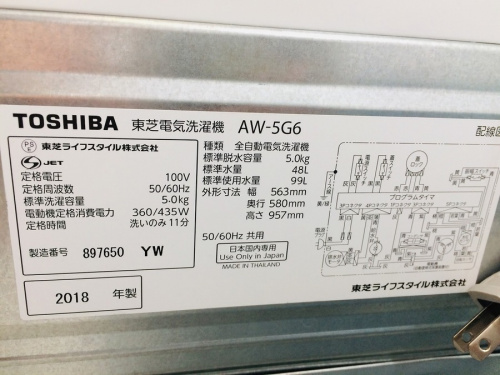 TOSHIBA 東芝電気洗濯機 AW-5G6
PS
E
東芝ライフスタイル株式会社
JET
定格電圧 100V
定格周波数 50/60Hz
標準洗濯容量 5.0kg
電動機定格消費電力 360/435W
定格時間 洗いのみ 11分
製造番号 897650 YW
2018 年製
種類 全自動電気洗濯機
標準脱水容量 5.0kg
標準水量 48L
標準使用水量 99L
外形寸法 幅 563mm
奥行 580mm
高さ 957mm
50/60Hz 共用
日本国内専用
Use Only in Japan
MADE IN THAILAND
配線図
プログラムタイマ
東芝ライフスタイル株式会社